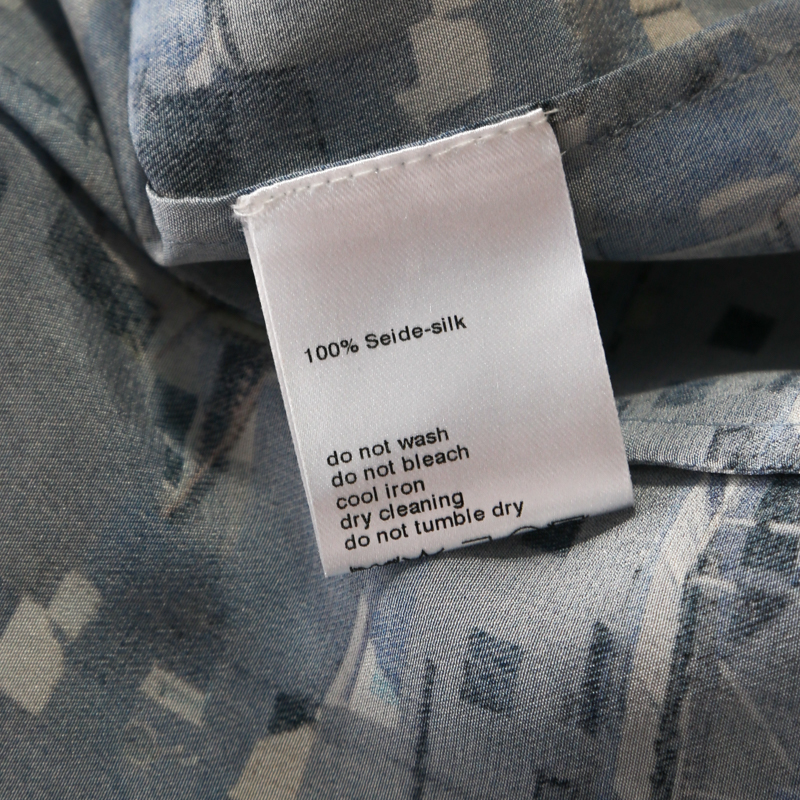 100% Seide-silk
do not wash
do not bleach
cool iron
dry cleaning
do not tumble dry